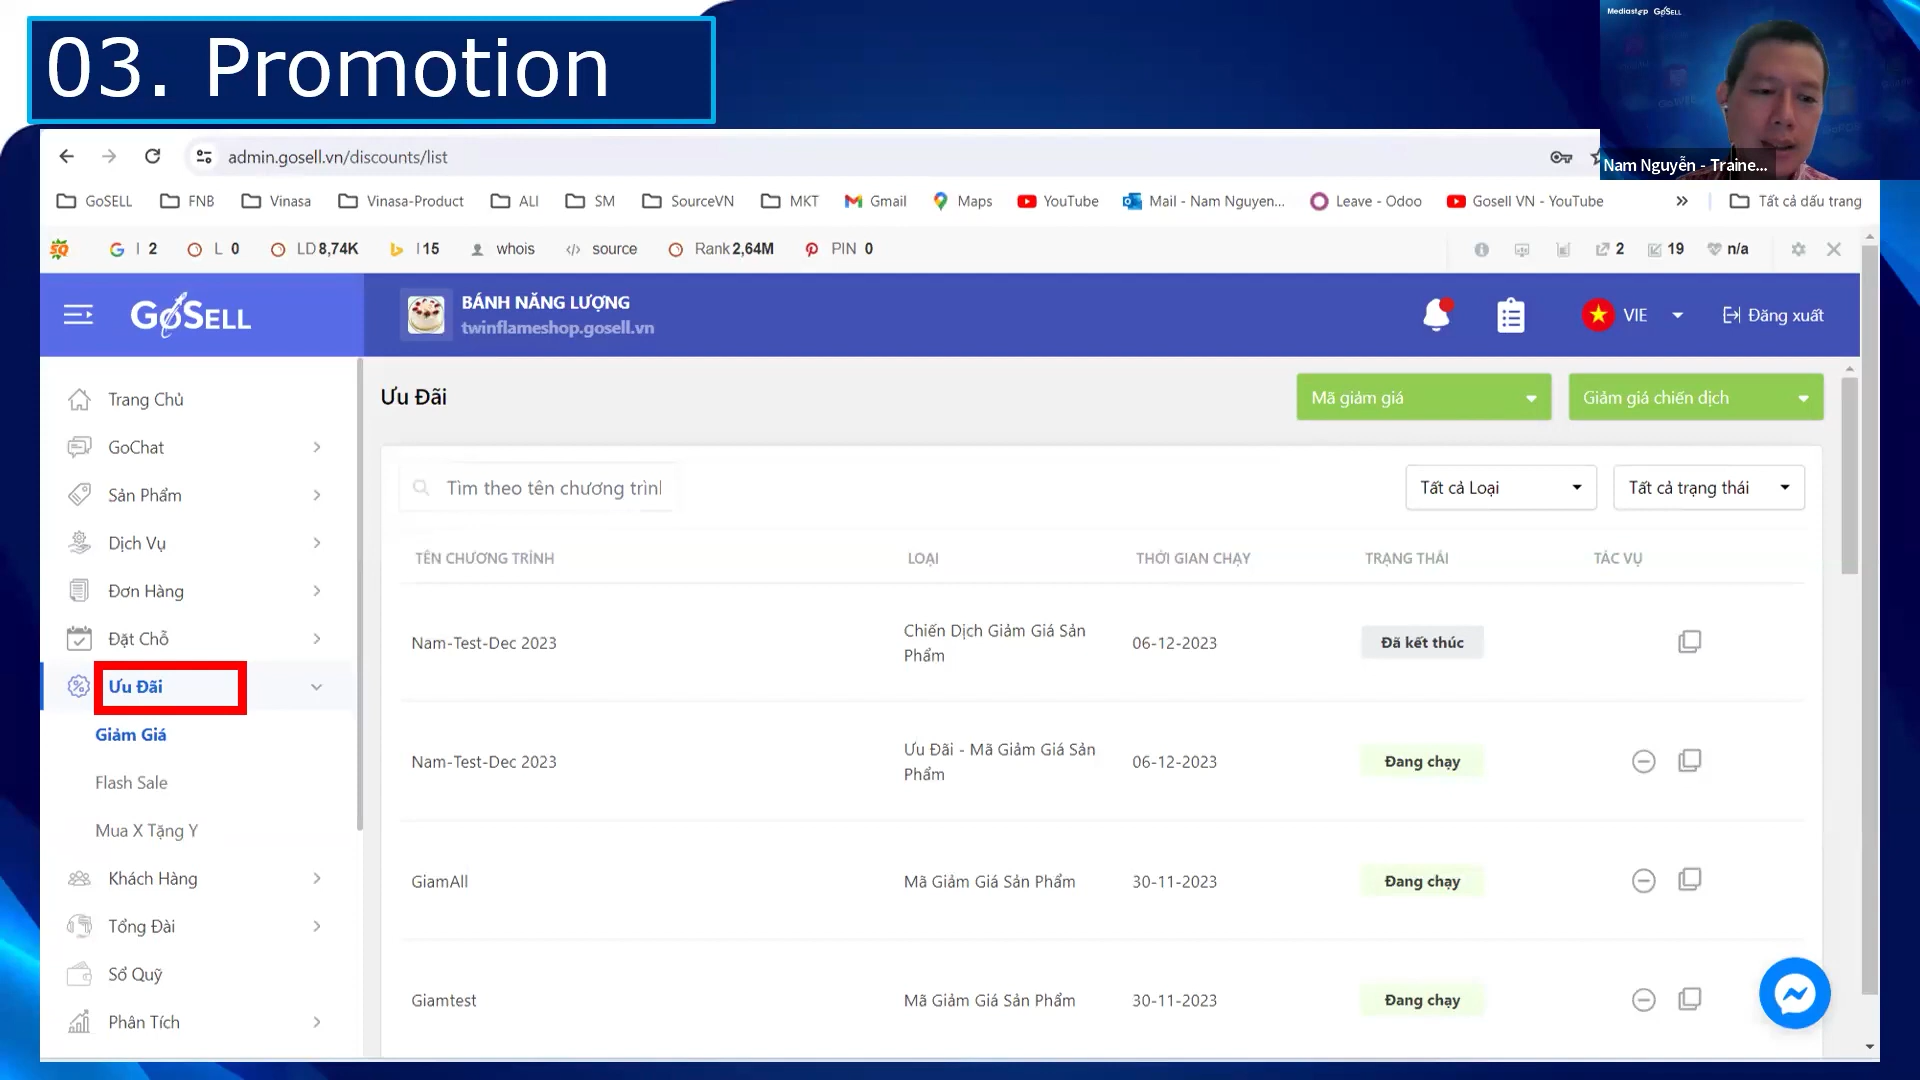 03. Promotion
Mediastep GoSELL
Nam Nguyễn - Traine...
admin.gosell.vn/discounts/list
GoSELL FNB Vinasa Vinasa-Product ALI SM SourceVN MKT Gmail Maps YouTube Mail - Nam Nguyen... Leave - Odoo Gosell VN - YouTube » Tất cả dấu trang
SQ G I 2 L 0 LD 8,74K I 15 whois source Rank 2,64M PIN 0 2 19 n/a
GoSELL
BÁNH NĂNG LƯỢNG
twinflameshop.gosell.vn
VIE
Đăng xuất
Trang Chủ
GoChat
Sản Phẩm
Dịch Vụ
Đơn Hàng
Đặt Chỗ
Ưu Đãi
Giảm Giá
Flash Sale
Mua X Tặng Y
Khách Hàng
Tổng Đài
Sổ Quỹ
Phân Tích
Ưu Đãi
Mã giảm giá
Giảm giá chiến dịch
Tìm theo tên chương trìnl
Tất cả Loại
Tất cả trạng thái
TÊN CHƯƠNG TRÌNH LOẠI THỜI GIAN CHẠY TRẠNG THÁI TÁC VỤ
Nam-Test-Dec 2023 Chiến Dịch Giảm Giá Sản 06-12-2023 Đã kết thúc
Phẩm
Nam-Test-Dec 2023 Ưu Đãi - Mã Giảm Giá Sản 06-12-2023 Đang chạy
Phẩm
GiamAll Mã Giảm Giá Sản Phẩm 30-11-2023 Đang chạy
Giamtest Mã Giảm Giá Sản Phẩm 30-11-2023 Đang chạy